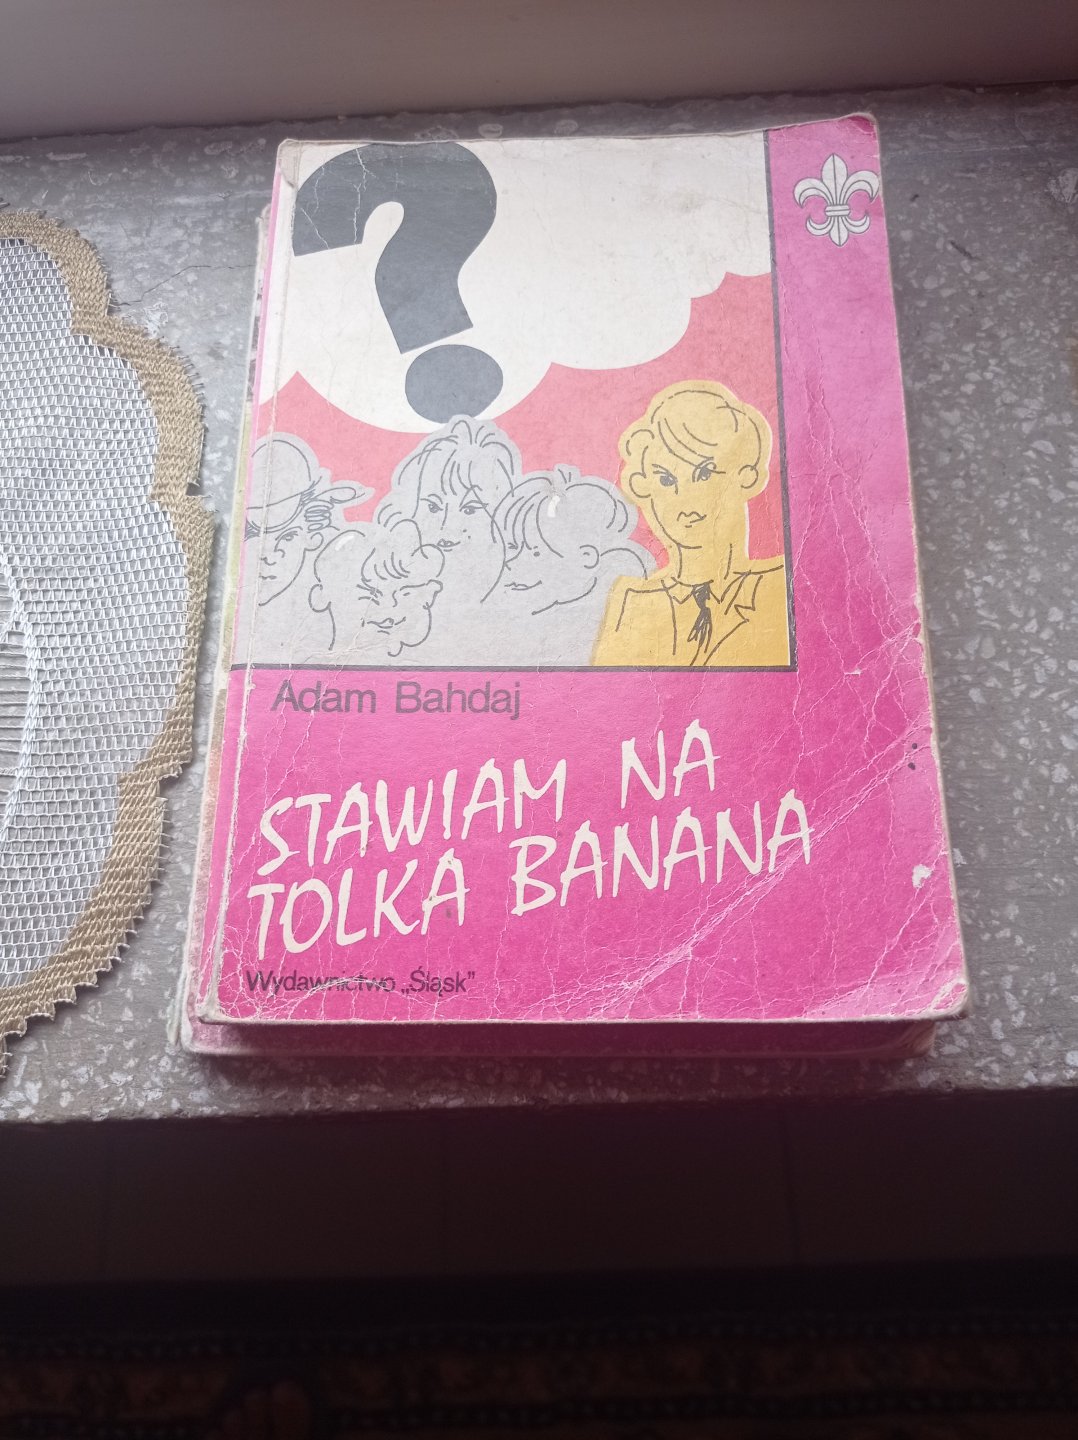 Adam Bahdaj
STAWIAM NA
TOLKA BANANA
Wydawnictwo „Śląsk”